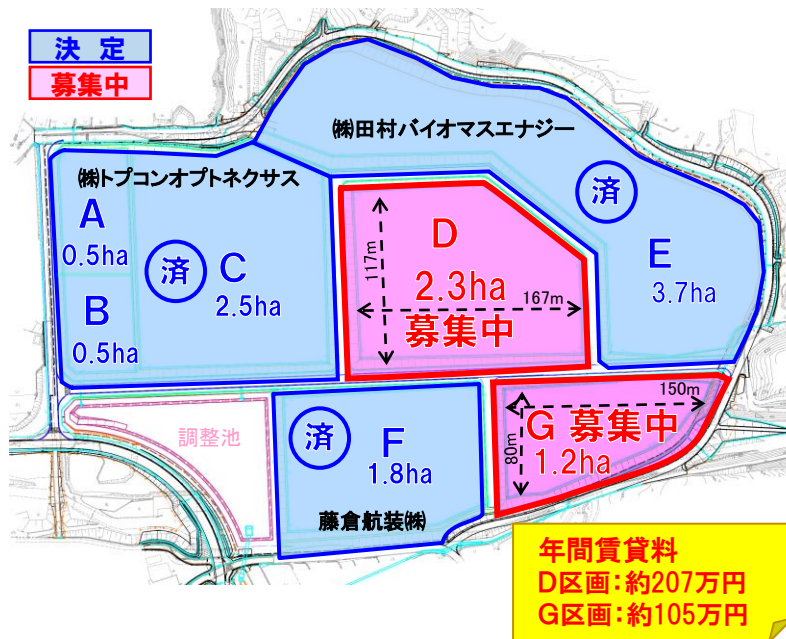 決 定
募集中
㈱田村バイオマスエナジー
㈱トプコンオプトネクサス
済
A
0.5ha
済
C
2.5ha
B
0.5ha
D
2.3ha
募集中
117m
167m
E
3.7ha
調整池
済
F
1.8ha
藤倉航装㈱
150m
80m
G 募集中
1.2ha
年間賃貸料
D区画：約207万円
G区画：約105万円